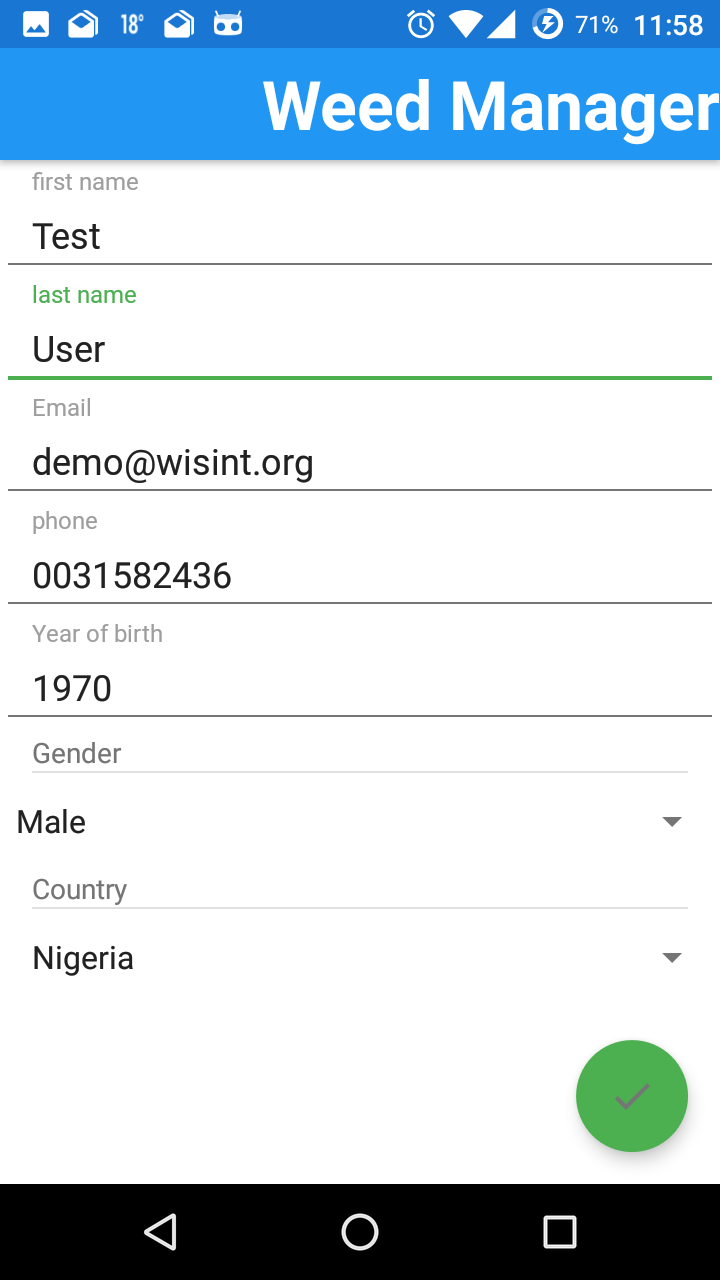 18° 71% 11:58
Weed Manager
first name
Test
last name
User
Email
demo@wisint.org
phone
0031582436
Year of birth
1970
Gender
Male
Country
Nigeria